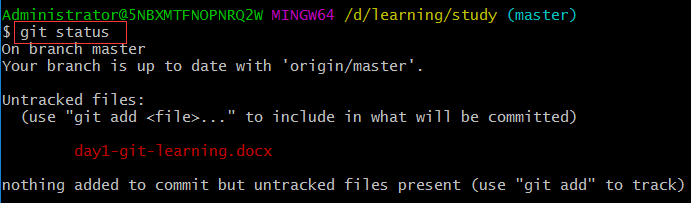 Administrator@5NBXMTFNOPNRQ2W MINGW64 /d/learning/study (master)
$ git status
On branch master
Your branch is up to date with 'origin/master'.
Untracked files:
(use "git add <file>..." to include in what will be committed)
day1-git-learning.docx
nothing added to commit but untracked files present (use "git add" to track)